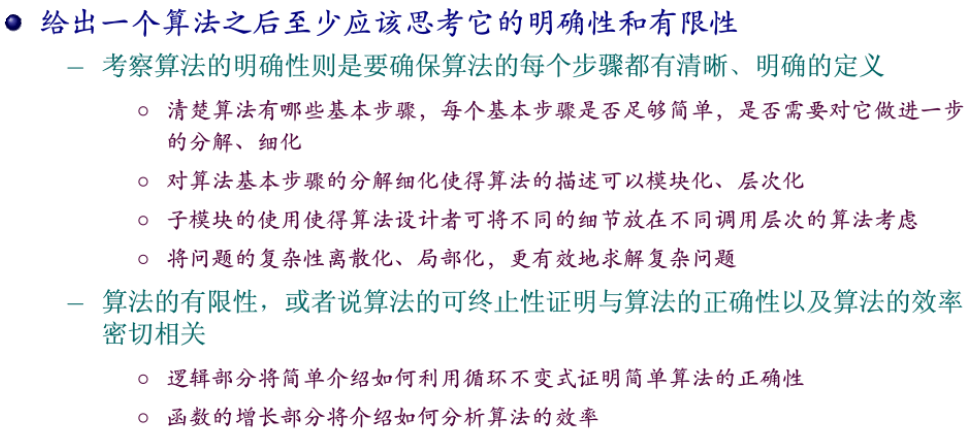 ● 给出一个算法之后至少应该思考它的明确性和有限性
– 考察算法的明确性则是要确保算法的每个步骤都有清晰、明确的定义
○ 清楚算法有哪些基本步骤，每个基本步骤是否足够简单，是否需要对它做进一步
的分解、细化
○ 对算法基本步骤的分解细化使得算法的描述可以模块化、层次化
○ 子模块的使用使得算法设计者可将不同的细节放在不同调用层次的算法考虑
○ 将问题的复杂性离散化、局部化，更有效地求解复杂问题
– 算法的有限性，或者说算法的可终止性证明与算法的正确性以及算法的效率
密切相关
○ 逻辑部分将简单介绍如何利用循环不变式证明简单算法的正确性
○ 函数的增长部分将介绍如何分析算法的效率